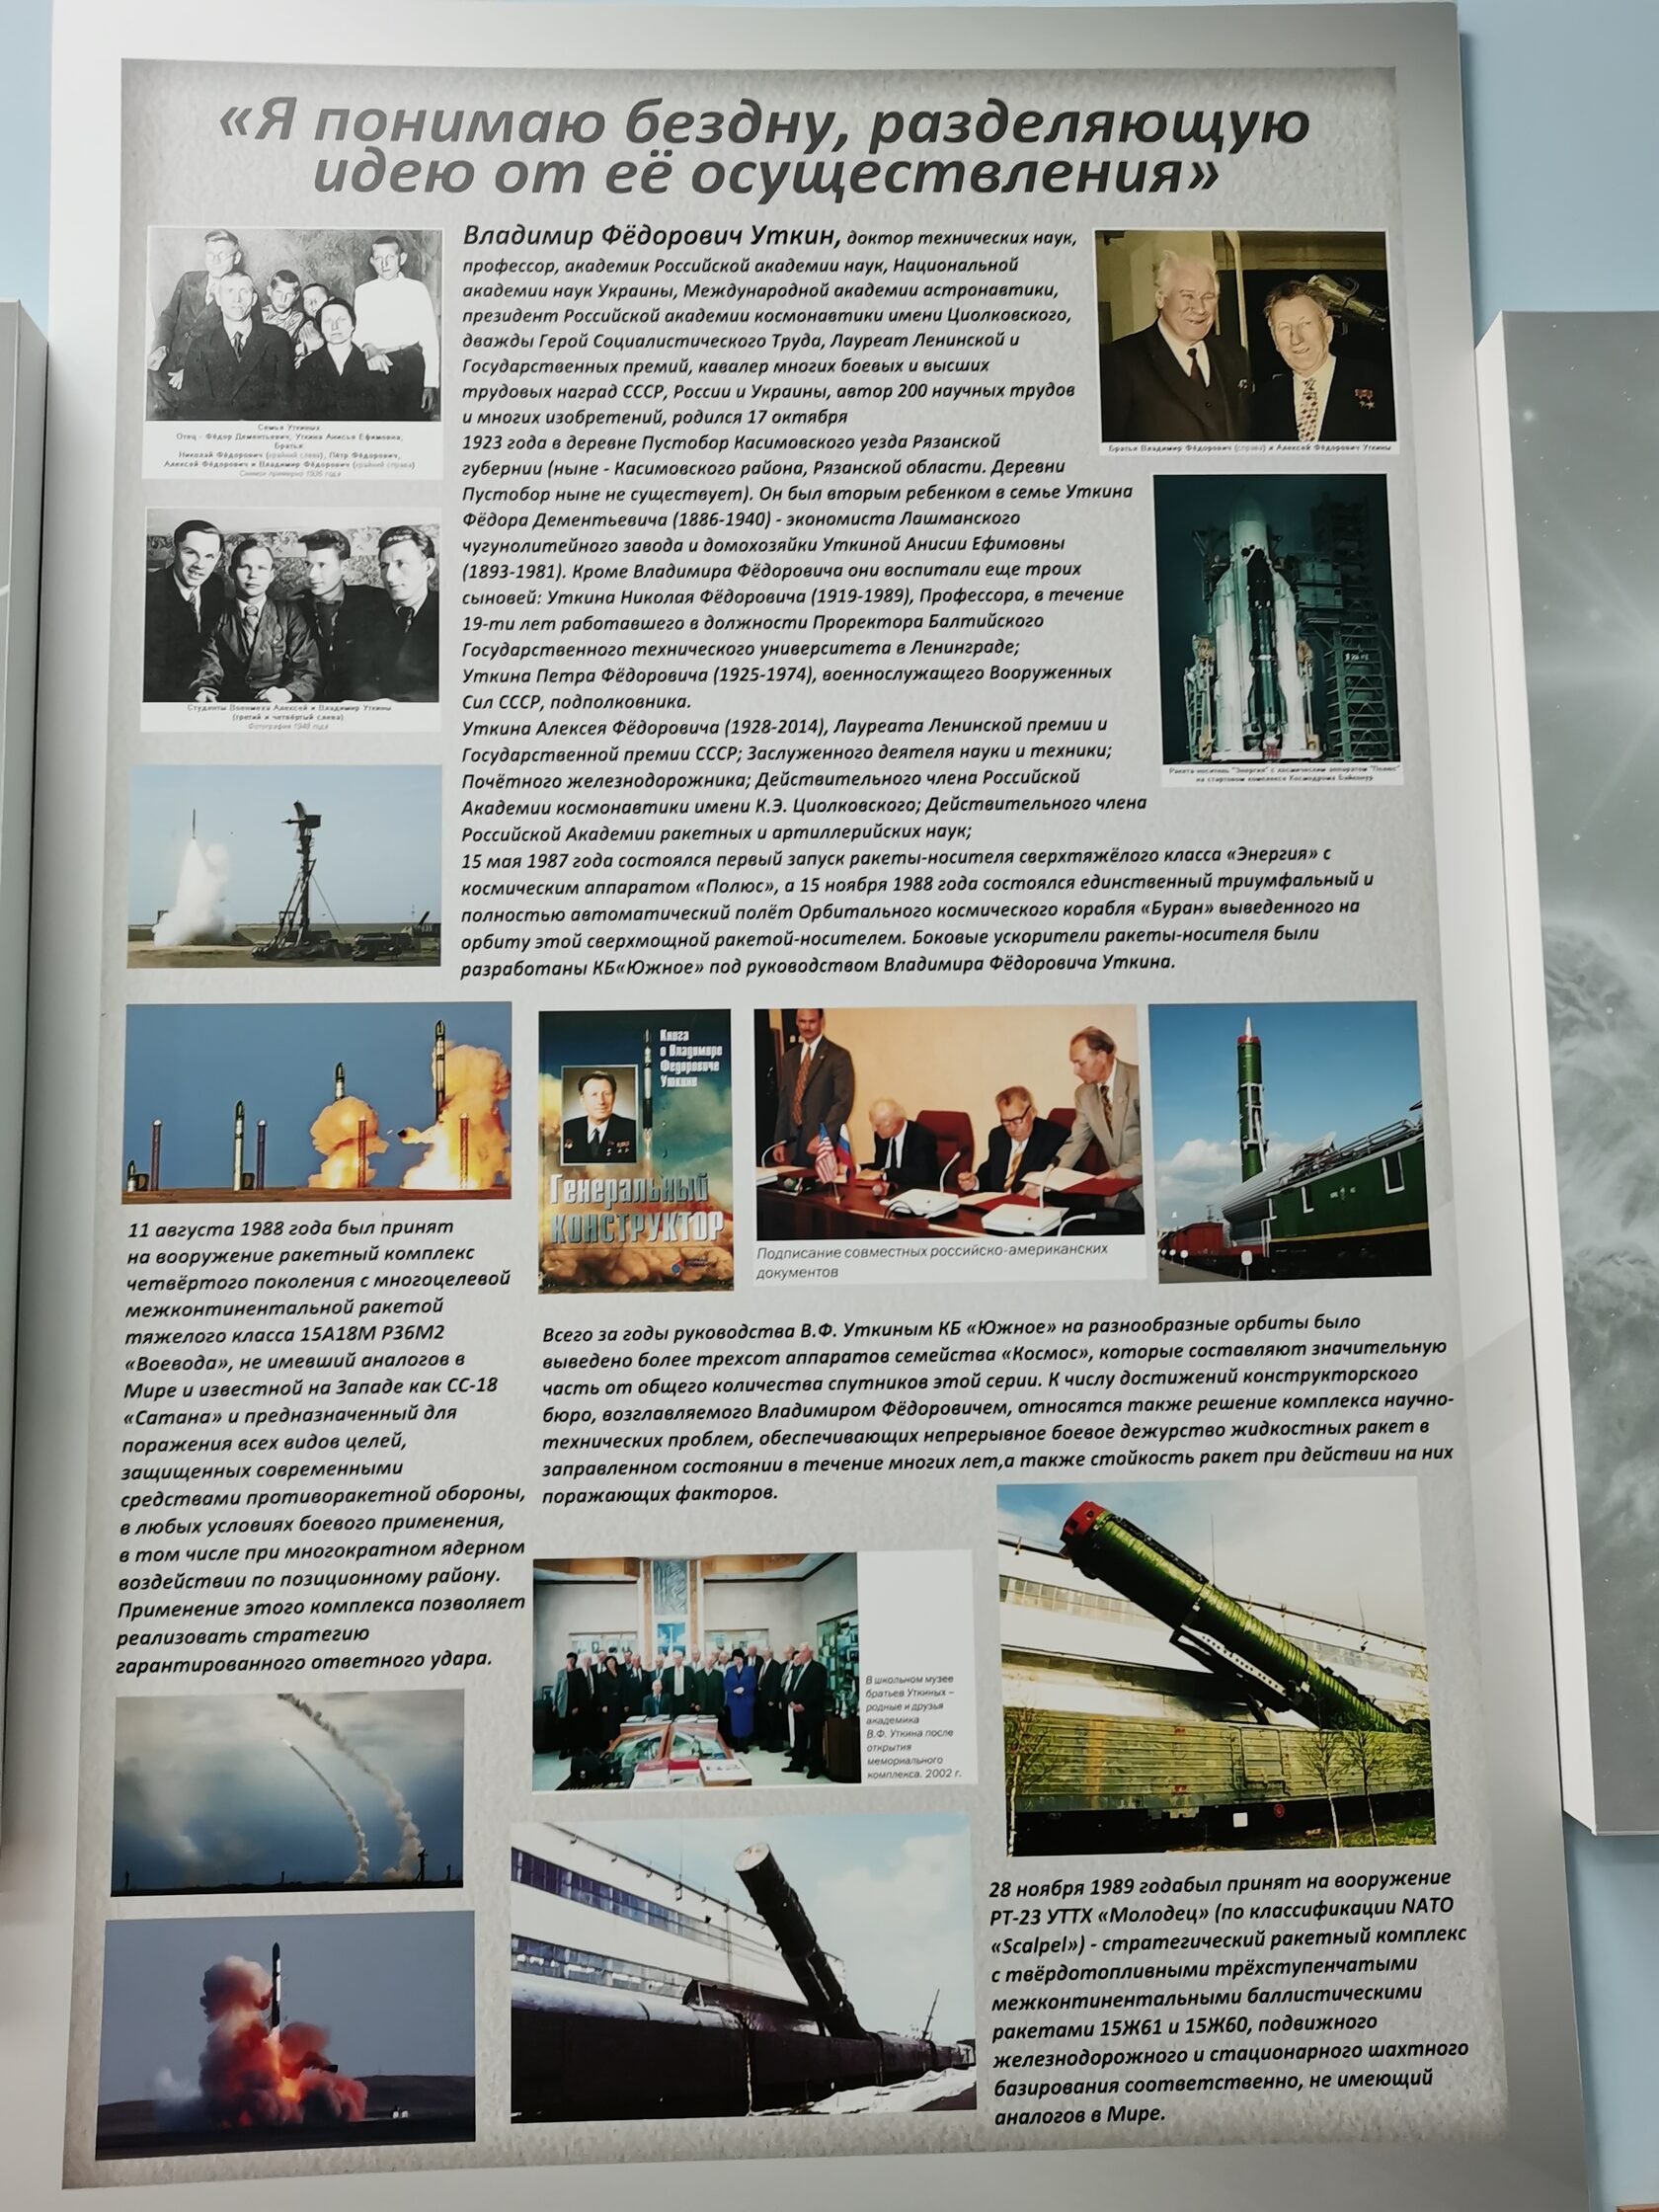 «Я понимаю бездну, разделяющую
идею от её осуществления»
Семья Уткиных
Отец - Фёдор Дементьевич, Уткина Анисья Ефимовна;
Братья:
Николай Фёдорович (крайний слева), Пётр Фёдорович,
Алексей Фёдорович и Владимир Фёдорович (крайний справа)
Снимок примерно 1936 года
Студенты Военмеха Алексей и Владимир Уткины
(третий и четвёртый слева).
Фотография 1948 года
Владимир Фёдорович Уткин, доктор технических наук,
профессор, академик Российской академии наук, Национальной
академии наук Украины, Международной академии астронавтики,
президент Российской академии космонавтики имени Циолковского,
дважды Герой Социалистического Труда, Лауреат Ленинской и
Государственных премий, кавалер многих боевых и высших
трудовых наград СССР, России и Украины, автор 200 научных трудов
и многих изобретений, родился 17 октября
1923 года в деревне Пустобор Касимовского уезда Рязанской
губернии (ныне - Касимовского района, Рязанской области. Деревни
Пустобор ныне не существует). Он был вторым ребенком в семье Уткина
Фёдора Дементьевича (1886-1940) - экономиста Лашманского
чугунолитейного завода и домохозяйки Уткиной Анисии Ефимовны
(1893-1981). Кроме Владимира Фёдоровича они воспитали еще троих
сыновей: Уткина Николая Фёдоровича (1919-1989), Профессора, в течение
19-ти лет работавшего в должности Проректора Балтийского
Государственного технического университета в Ленинграде;
Уткина Петра Фёдоровича (1925-1974), военнослужащего Вооруженных
Сил СССР, подполковника.
Уткина Алексея Фёдоровича (1928-2014), Лауреата Ленинской премии и
Государственной премии СССР; Заслуженного деятеля науки и техники;
Почётного железнодорожника; Действительного члена Российской
Академии космонавтики имени К.Э. Циолковского; Действительного члена
Российской Академии ракетных и артиллерийских наук;
15 мая 1987 года состоялся первый запуск ракеты-носителя сверхтяжёлого класса «Энергия» с
космическим аппаратом «Полюс», а 15 ноября 1988 года состоялся единственный триумфальный и
полностью автоматический полёт Орбитального космического корабля «Буран» выведенного на
орбиту этой сверхмощной ракетой-носителем. Боковые ускорители ракеты-носителя были
разработаны КБ«Южное» под руководством Владимира Фёдоровича Уткина.
Братья Владимир Фёдорович (справа) и Алексей Фёдорович Уткины
Ракета-носитель "Энергия" с космическим аппаратом "Полюс"
на стартовом комплексе Космодрома Байконур
Книга
о Владимире
Федоровиче
Уткине
Генеральный
КОНСТРУКТОР
Подписание совместных российско-американских
документов
11 августа 1988 года был принят
на вооружение ракетный комплекс
четвёртого поколения с многоцелевой
межконтинентальной ракетой
тяжелого класса 15А18М Р36М2
«Воевода», не имевший аналогов в
Мире и известной на Западе как СС-18
«Сатана» и предназначенный для
поражения всех видов целей,
защищенных современными
средствами противоракетной обороны,
в любых условиях боевого применения,
в том числе при многократном ядерном
воздействии по позиционному району.
Применение этого комплекса позволяет
реализовать стратегию
гарантированного ответного удара.
Всего за годы руководства В.Ф. Уткиным КБ «Южное» на разнообразные орбиты было
выведено более трехсот аппаратов семейства «Космос», которые составляют значительную
часть от общего количества спутников этой серии. К числу достижений конструкторского
бюро, возглавляемого Владимиром Фёдоровичем, относятся также решение комплекса научно-
технических проблем, обеспечивающих непрерывное боевое дежурство жидкостных ракет в
заправленном состоянии в течение многих лет,а также стойкость ракет при действии на них
поражающих факторов.
В школьном музее
братьев Уткиных –
родные и друзья
академика
В.Ф. Уткина после
открытия
мемориального
комплекса. 2002 г.
28 ноября 1989 годабыл принят на вооружение
РТ-23 УТТХ «Молодец» (по классификации NATO
«Scalpel») - стратегический ракетный комплекс
с твёрдотопливными трёхступенчатыми
межконтинентальными баллистическими
ракетами 15Ж61 и 15Ж60, подвижного
железнодорожного и стационарного шахтного
базирования соответственно, не имеющий
аналогов в Мире.